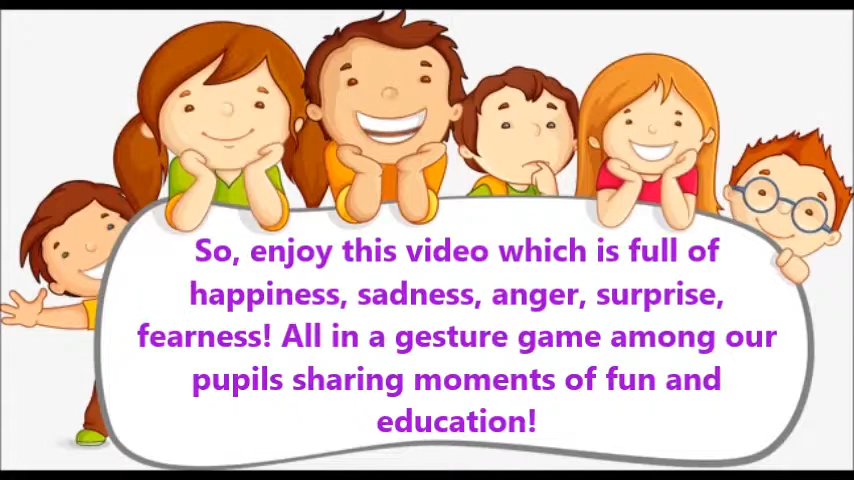 So, enjoy this video which is full of
happiness, sadness, anger, surprise,
fearness! All in a gesture game among our
pupils sharing moments of fun and
education!